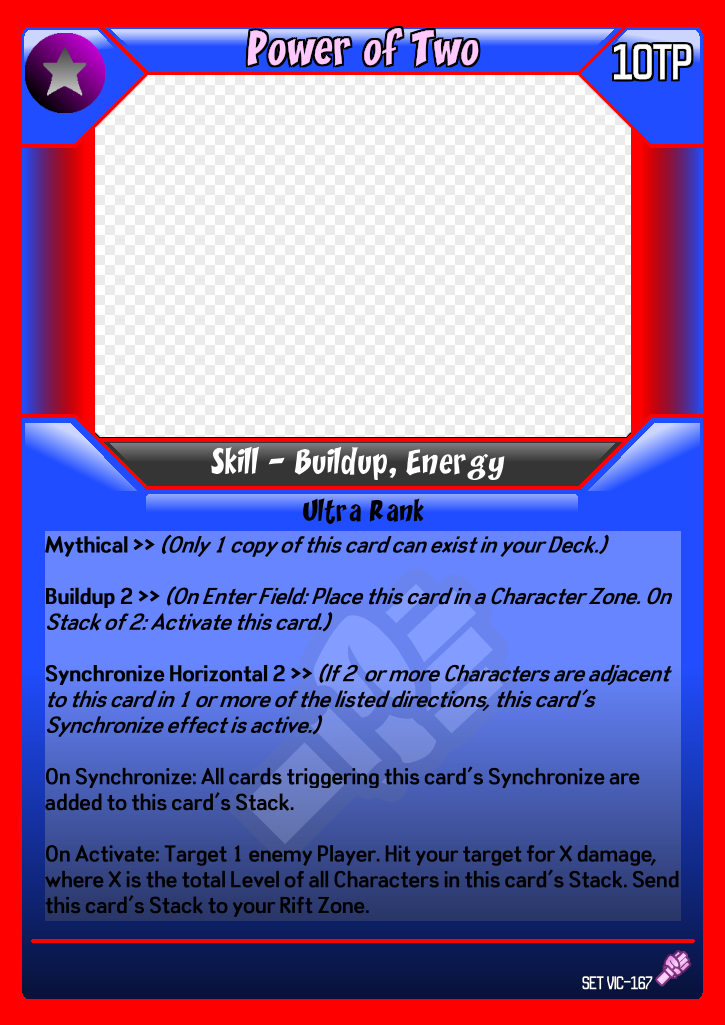 Power of Two
10TP
Skill - Buildup, Energy
Ultra Rank
Mythical >> (Only 1 copy of this card can exist in your Deck.)
Buildup 2 >> (On Enter Field: Place this card in a Character Zone. On
Stack of 2: Activate this card.)
Synchronize Horizontal 2 >> (If 2 or more Characters are adjacent
to this card in 1 or more of the listed directions, this card's
Synchronize effect is active.)
On Synchronize: All cards triggering this card's Synchronize are
added to this card's Stack.
On Activate: Target 1 enemy Player. Hit your target for X damage,
where X is the total Level of all Characters in this card's Stack. Send
this card's Stack to your Rift Zone.
SET VIC-167